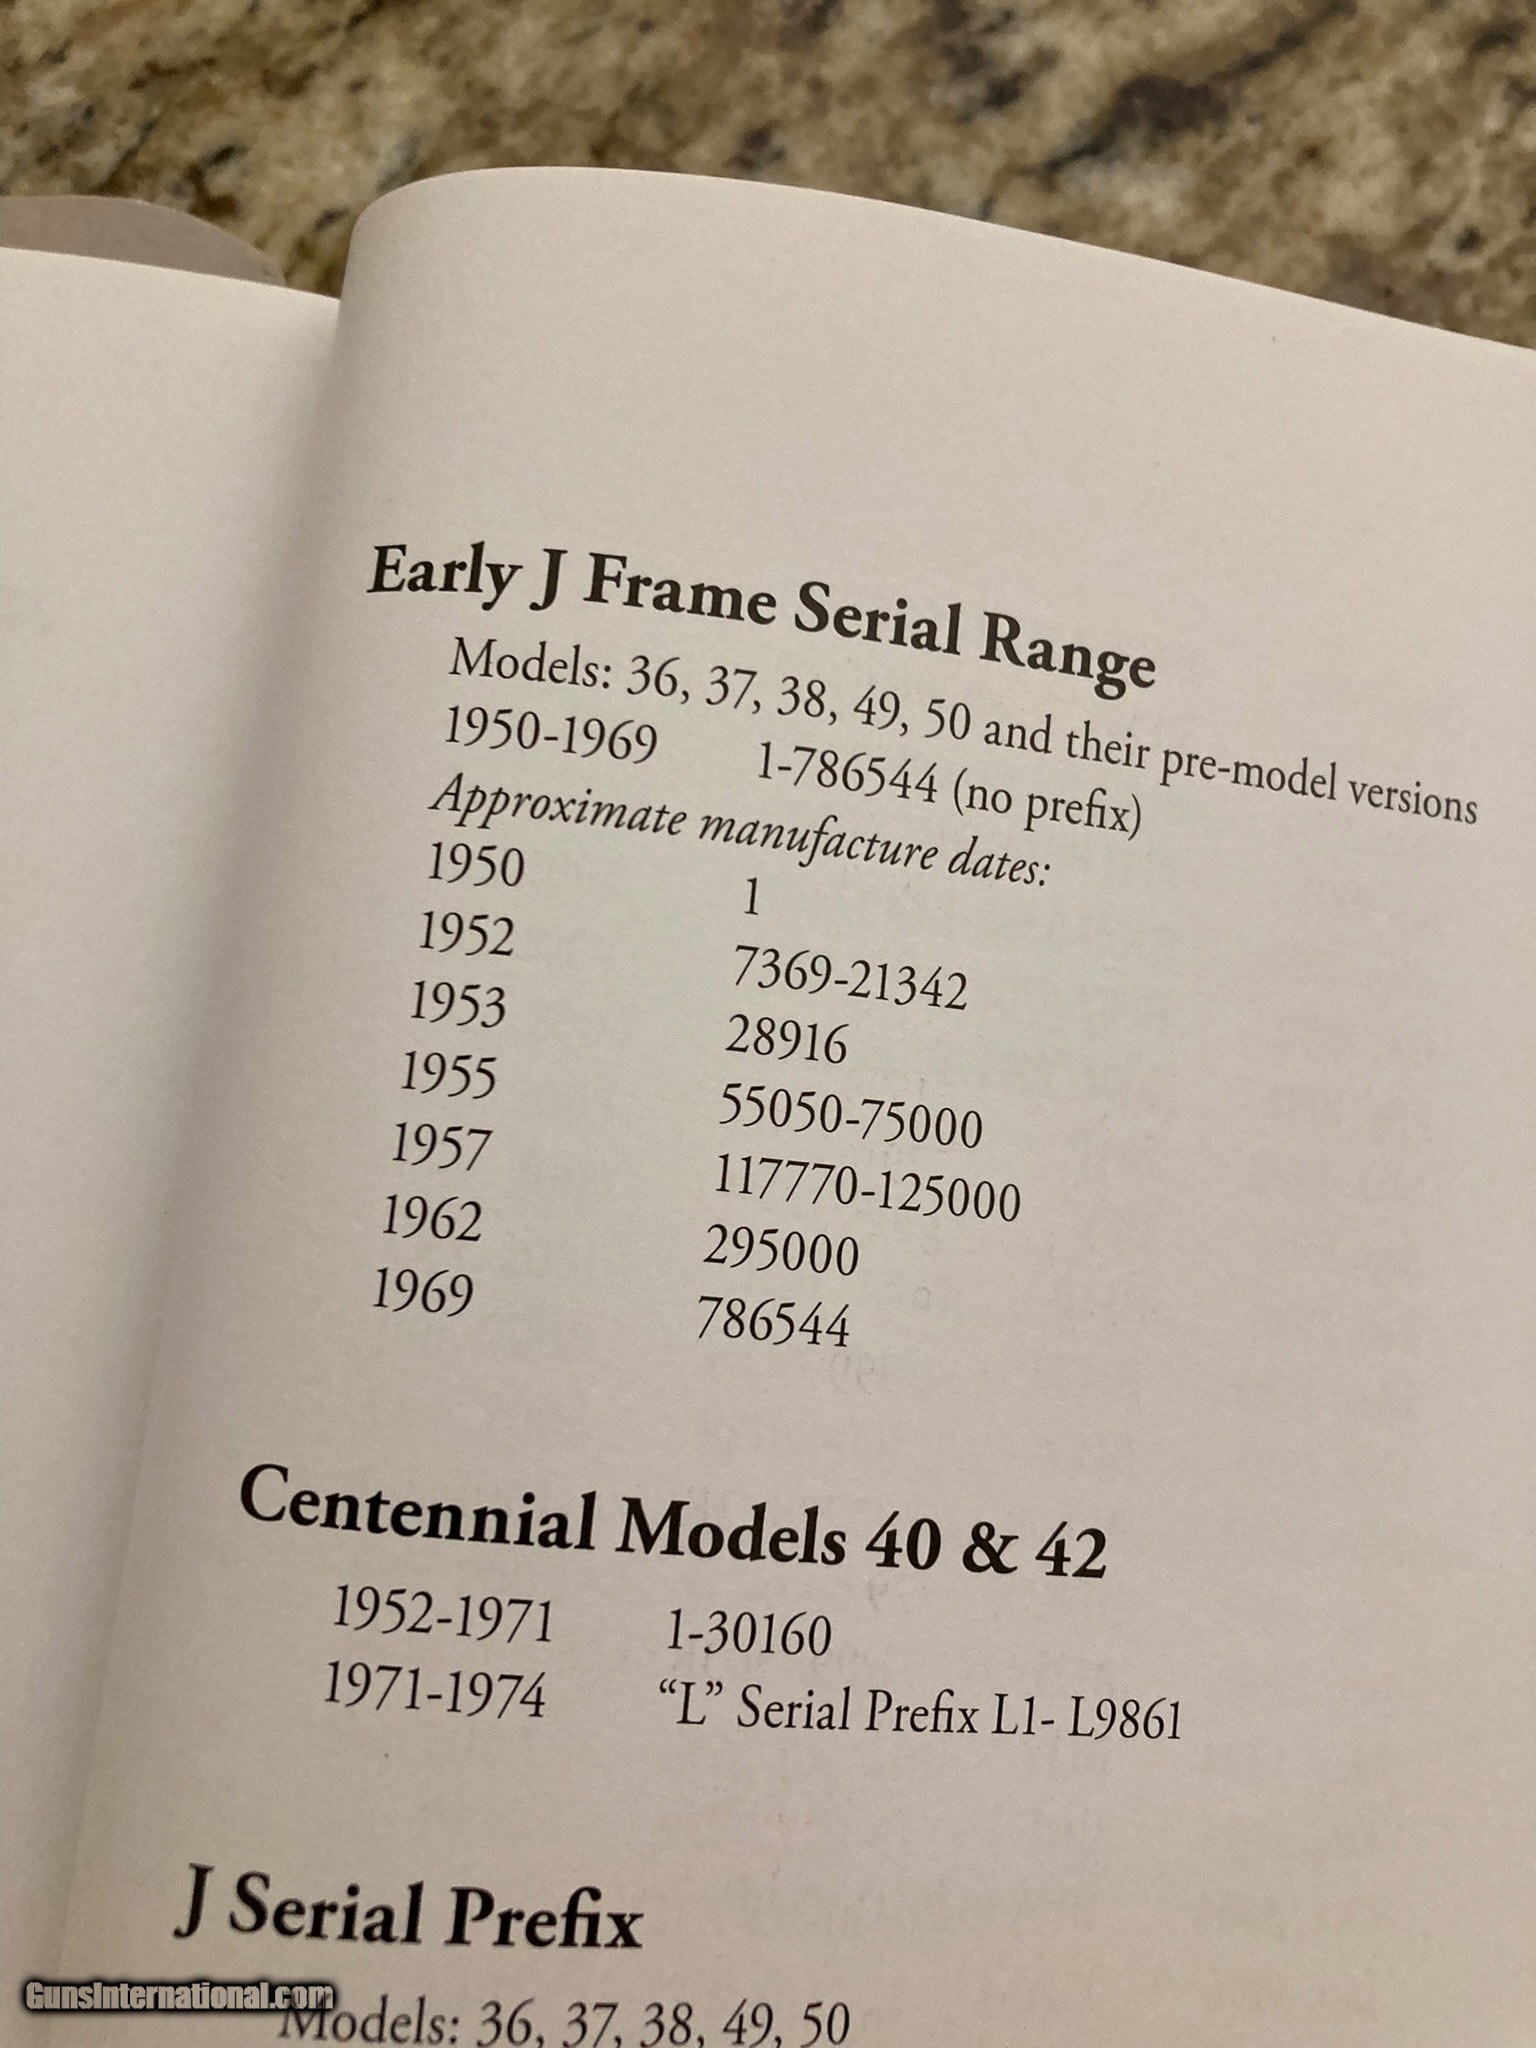 Early J Frame Serial Range
Models: 36, 37, 38, 49, 50 and their pre-model versions
1950-1969 1-786544 (no prefix)
Approximate manufacture dates:
1950 1
1952 7369-21342
1953 28916
1955 55050-75000
1957 117770-125000
1962 295000
1969 786544
Centennial Models 40 & 42
1952-1971 1-30160
1971-1974 “L” Serial Prefix L1- L9861
J Serial Prefix
GunsInternational.com
Models: 36, 37, 38, 49, 50